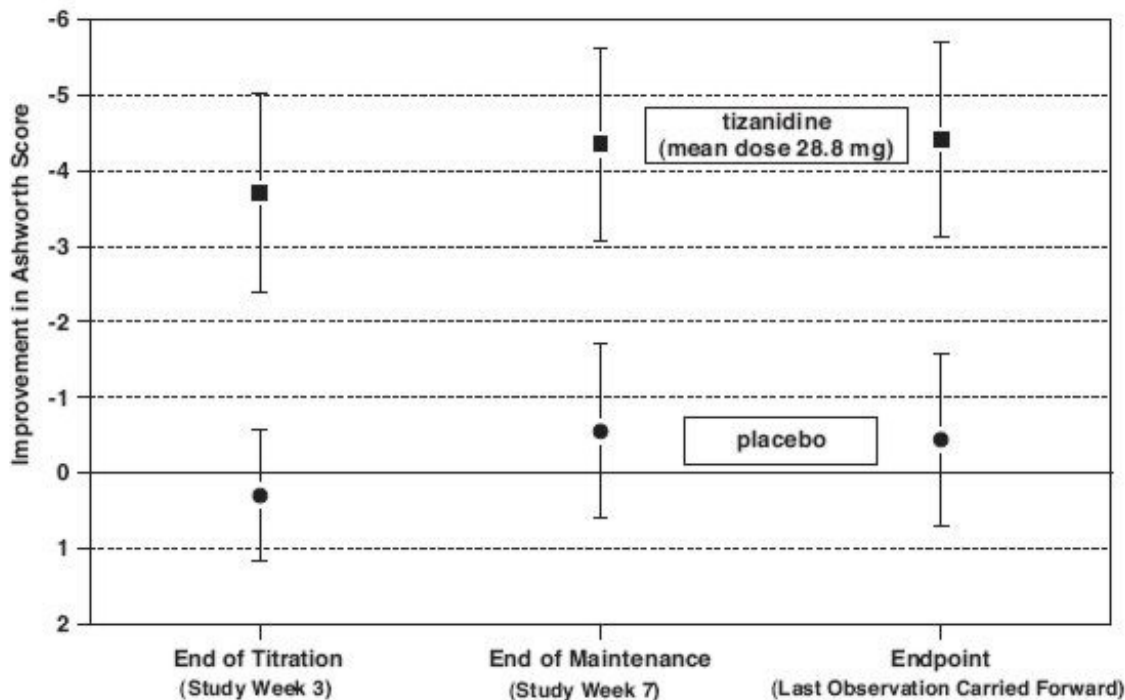 Improvement in Ashworth Score
-6
-5
-4
-3
-2
-1
0
1
2
tizanidine
(mean dose 28.8 mg)
placebo
End of Titration
(Study Week 3)
End of Maintenance
(Study Week 7)
Endpoint
(Last Observation Carried Forward)